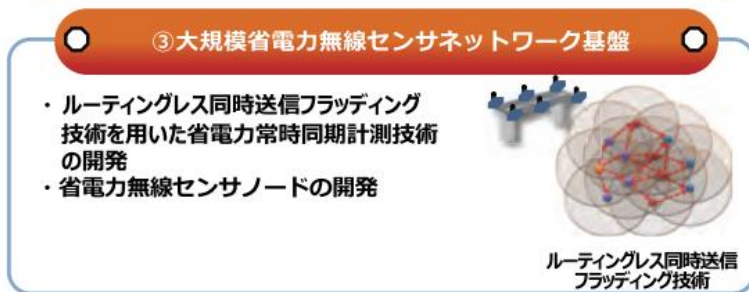 ③大規模省電力無線センサネットワーク基盤
・ ルーティングレス同時送信フラッディング
技術を用いた省電力常時同期計測技術
の開発
・省電力無線センサノードの開発
ルーティングレス同時送信
フラッディング技術